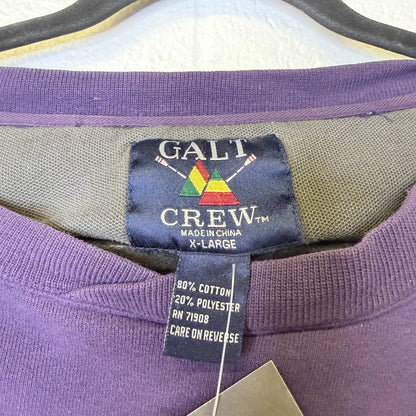 GALT
CREW™
MADE IN CHINA
X-LARGE
80% COTTON
20% POLYESTER
RN 71908
CARE ON REVERSE